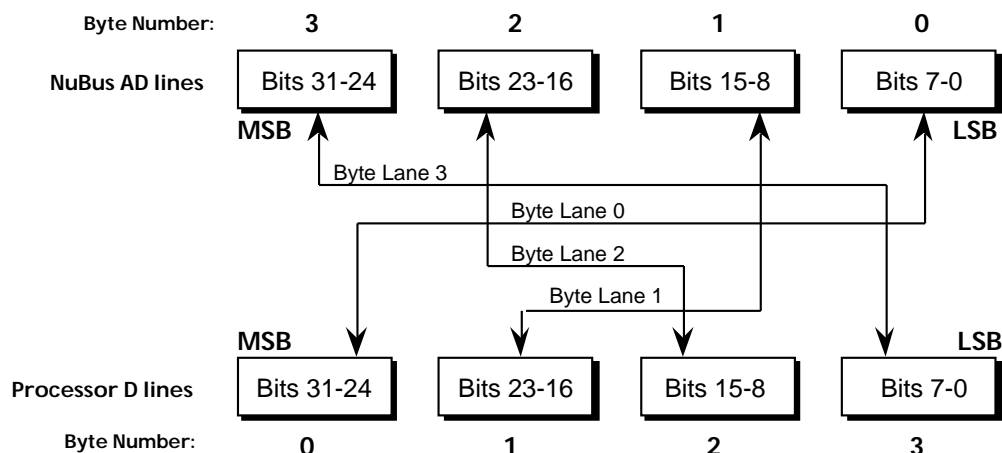 Byte Number: 3 2 1 0
NuBus AD lines Bits 31-24 Bits 23-16 Bits 15-8 Bits 7-0
MSB LSB
Byte Lane 3
Byte Lane 0
Byte Lane 2
Byte Lane 1
MSB LSB
Processor D lines Bits 31-24 Bits 23-16 Bits 15-8 Bits 7-0
Byte Number: 0 1 2 3